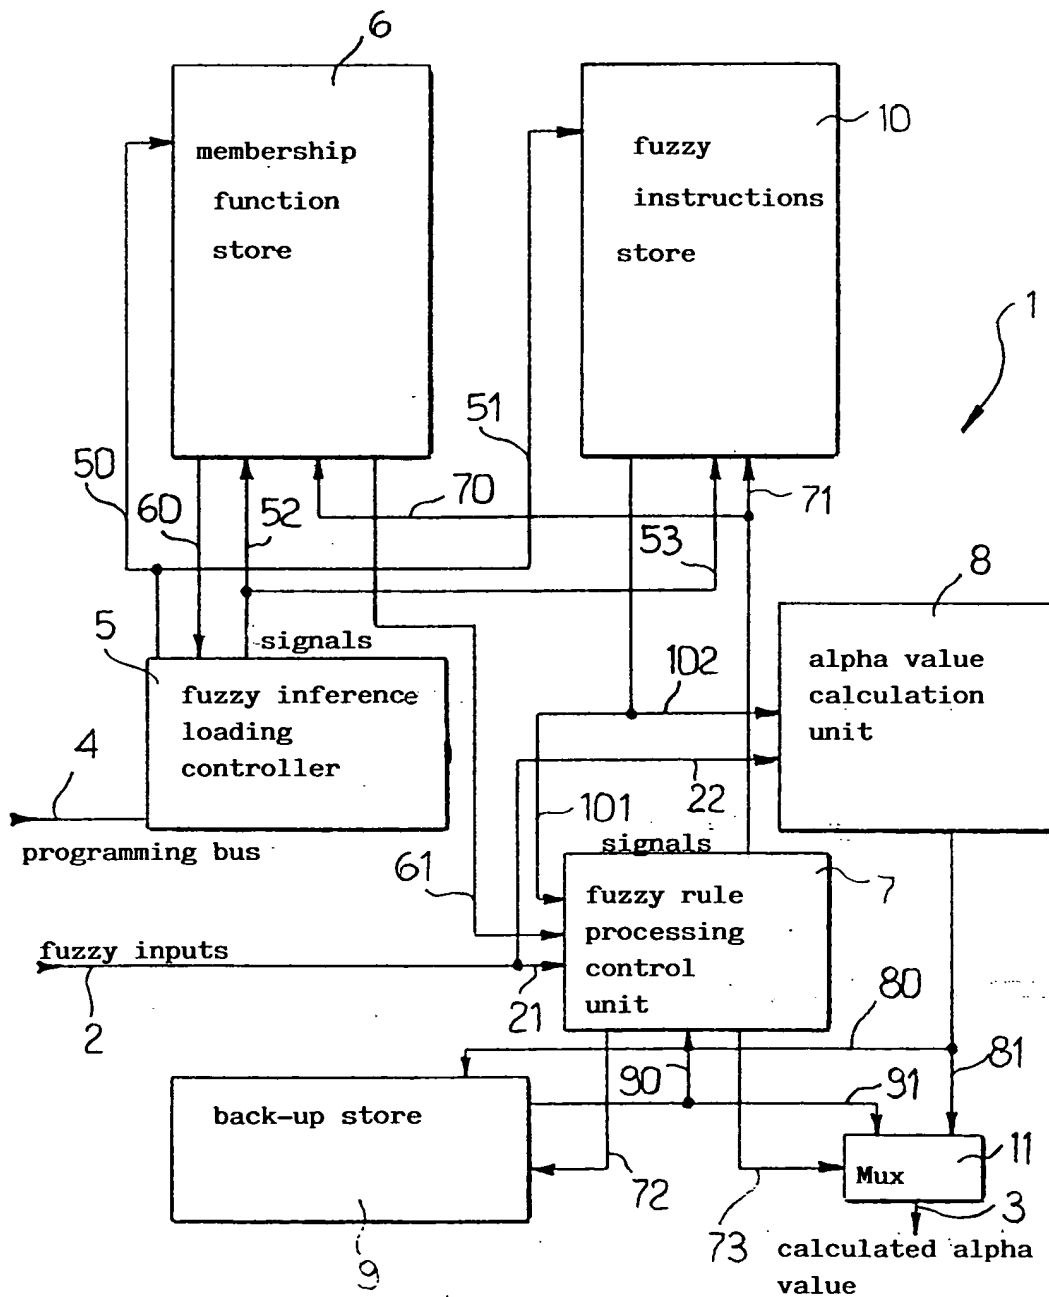 6
10
membership
function
store
fuzzy
instructions
store
1
51
50
60
52
70
71
53
8
5
signals
102
alpha value
calculation
unit
fuzzy inference
loading
controller
4
22
101
programming bus
signals
61
7
fuzzy rule
processing
control
unit
fuzzy inputs
2
21
80
81
90
91
back-up store
11
Mux
72
73
3
9
calculated alpha
value